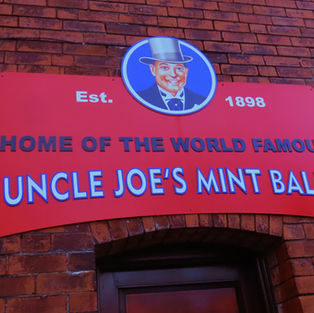 Est. 1898
HOME OF THE WORLD FAMOU
UNCLE JOE'S MINT BAL